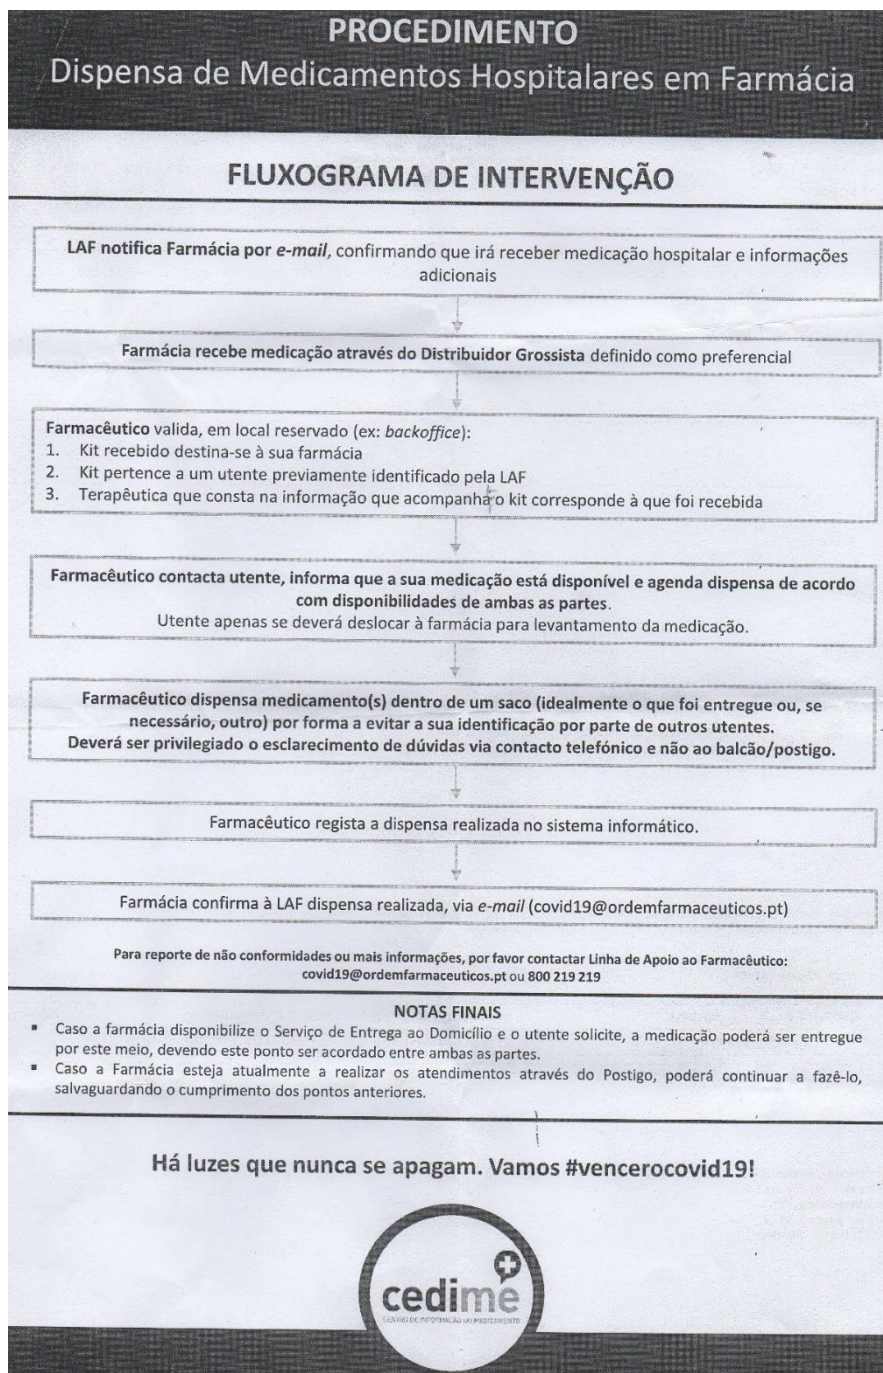 PROCEDIMENTO
Dispensa de Medicamentos Hospitalares em Farmácia
FLUXOGRAMA DE INTERVENÇÃO
LAF notifica Farmácia por e-mail, confirmando que irá receber medicação hospitalar e informações
adicionais
Farmácia recebe medicação através do Distribuidor Grossista definido como preferencial
Farmacêutico valida, em local reservado (ex: backoffice):
1. Kit recebido destina-se à sua farmácia
2. Kit pertence a um utente previamente identificado pela LAF
3. Terapêutica que consta na informação que acompanha o kit corresponde à que foi recebida
Farmacêutico contacta utente, informa que a sua medicação está disponível e agenda dispensa de acordo
com disponibilidades de ambas as partes.
Utente apenas se deverá deslocar à farmácia para levantamento da medicação.
Farmacêutico dispensa medicamento(s) dentro de um saco (idealmente o que foi entregue ou, se
necessário, outro) por forma a evitar a sua identificação por parte de outros utentes.
Deverá ser privilegiado o esclarecimento de dúvidas via contacto telefónico e não ao balcão/postigo.
Farmacêutico regista a dispensa realizada no sistema informático.
Farmácia confirma à LAF dispensa realizada, via e-mail (covid19@ordemfarmaceuticos.pt)
Para reporte de não conformidades ou mais informações, por favor contactar Linha de Apoio ao Farmacêutico:
covid19@ordemfarmaceuticos.pt ou 800 219 219
NOTAS FINAIS
▪ Caso a farmácia disponibilize o Serviço de Entrega ao Domicílio e o utente solicite, a medicação poderá ser entregue
por este meio, devendo este ponto ser acordado entre ambas as partes.
▪ Caso a Farmácia esteja atualmente a realizar os atendimentos através do Postigo, poderá continuar a fazê-lo,
salvaguardando o cumprimento dos pontos anteriores.
Há luzes que nunca se apagam. Vamos #vencerocovid19!
cedime
CENTRO DE INFORMAÇÃO DO MEDICAMENTO